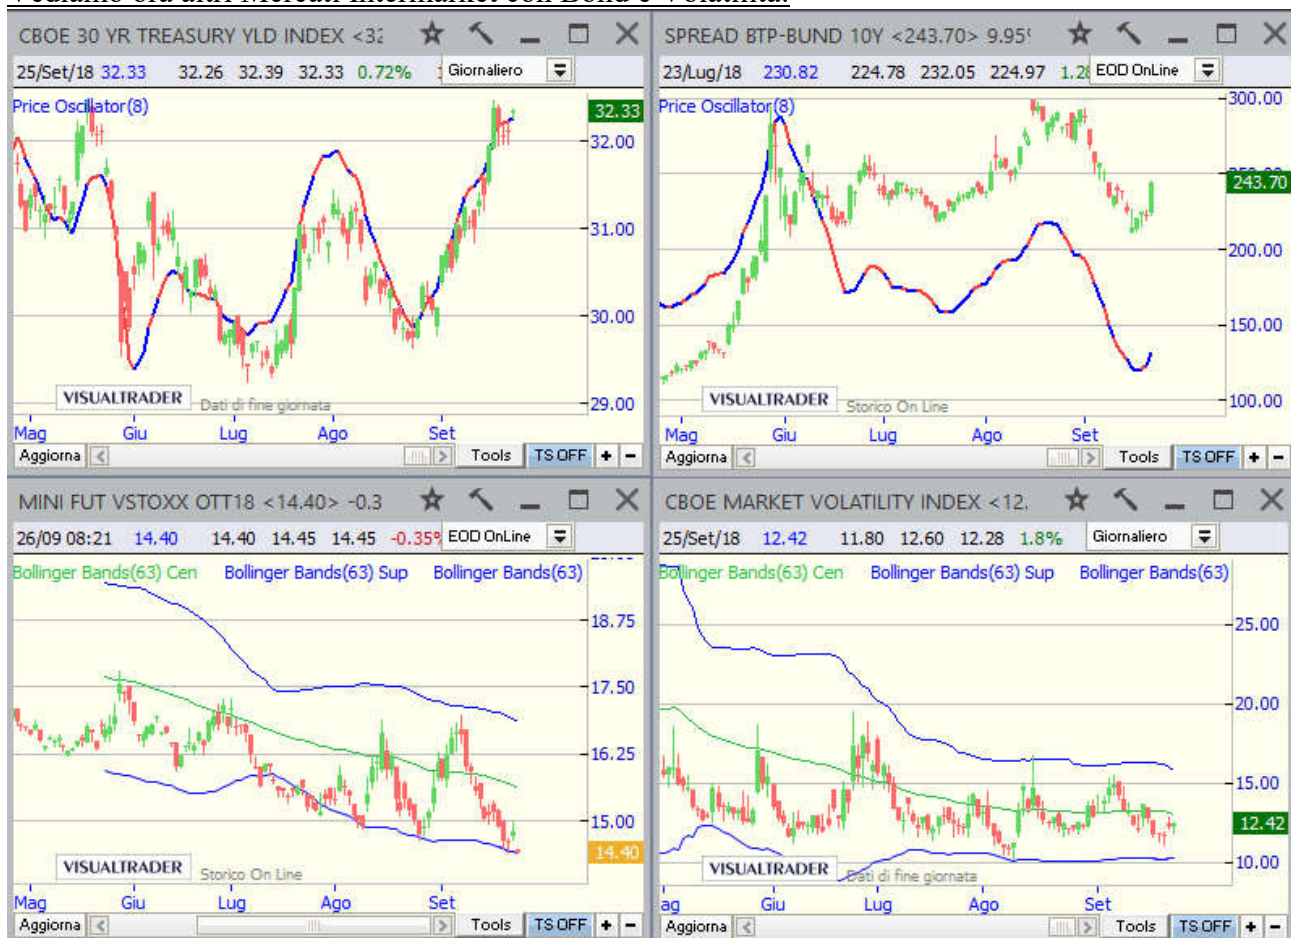 CBOE 30 YR TREASURY YLD INDEX <32
25/Set/18 32.33 32.26 32.39 32.33 0.72% Giornaliero
Price Oscillator(8)
32.33
32.00
31.00
30.00
29.00
VISUALTRADER
Dati di fine giornata
Mag Giu Lug Ago Set
Aggiorna Tools TS OFF + -
SPREAD BTP-BUND 10Y <243.70> 9.95
23/Lug/18 230.82 224.78 232.05 224.97 1.28 EOD OnLine
Price Oscillator(8)
300.00
243.70
200.00
150.00
100.00
VISUALTRADER
Storico On Line
Mag Giu Lug Ago Set
Aggiorna Tools TS OFF + -
MINI FUT VSTOXX OTT18 <14.40> -0.3
26/09 08:21 14.40 14.40 14.45 14.45 -0.35% EOD OnLine
Bollinger Bands(63) Cen Bollinger Bands(63) Sup Bollinger Bands(63)
18.75
17.50
16.25
15.00
14.40
VISUALTRADER
Storico On Line
Mag Giu Lug Ago Set
Aggiorna Tools TS OFF + -
CBOE MARKET VOLATILITY INDEX <12.
25/Set/18 12.42 11.80 12.60 12.28 1.8% Giornaliero
Bollinger Bands(63) Cen Bollinger Bands(63) Sup Bollinger Bands(63)
25.00
20.00
15.00
12.42
10.00
VISUALTRADER
Dati di fine giornata
ag Giu Lug Ago Set
Aggiorna Tools TS OFF + -